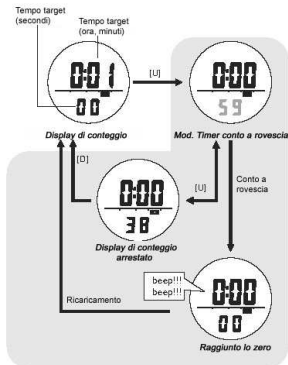 Tempo target
(secondi)
Tempo target
(ora, minuti)
0:01
00
[U]
0:00
59
Display di conteggio
Mod. Timer conto a rovescia
[D]
[U]
Conto a
rovescia
0:00
38
Display di conteggio
arrestato
beep!!!
beep!!!
0:00
00
Ricaricamento
Raggiunto lo zero